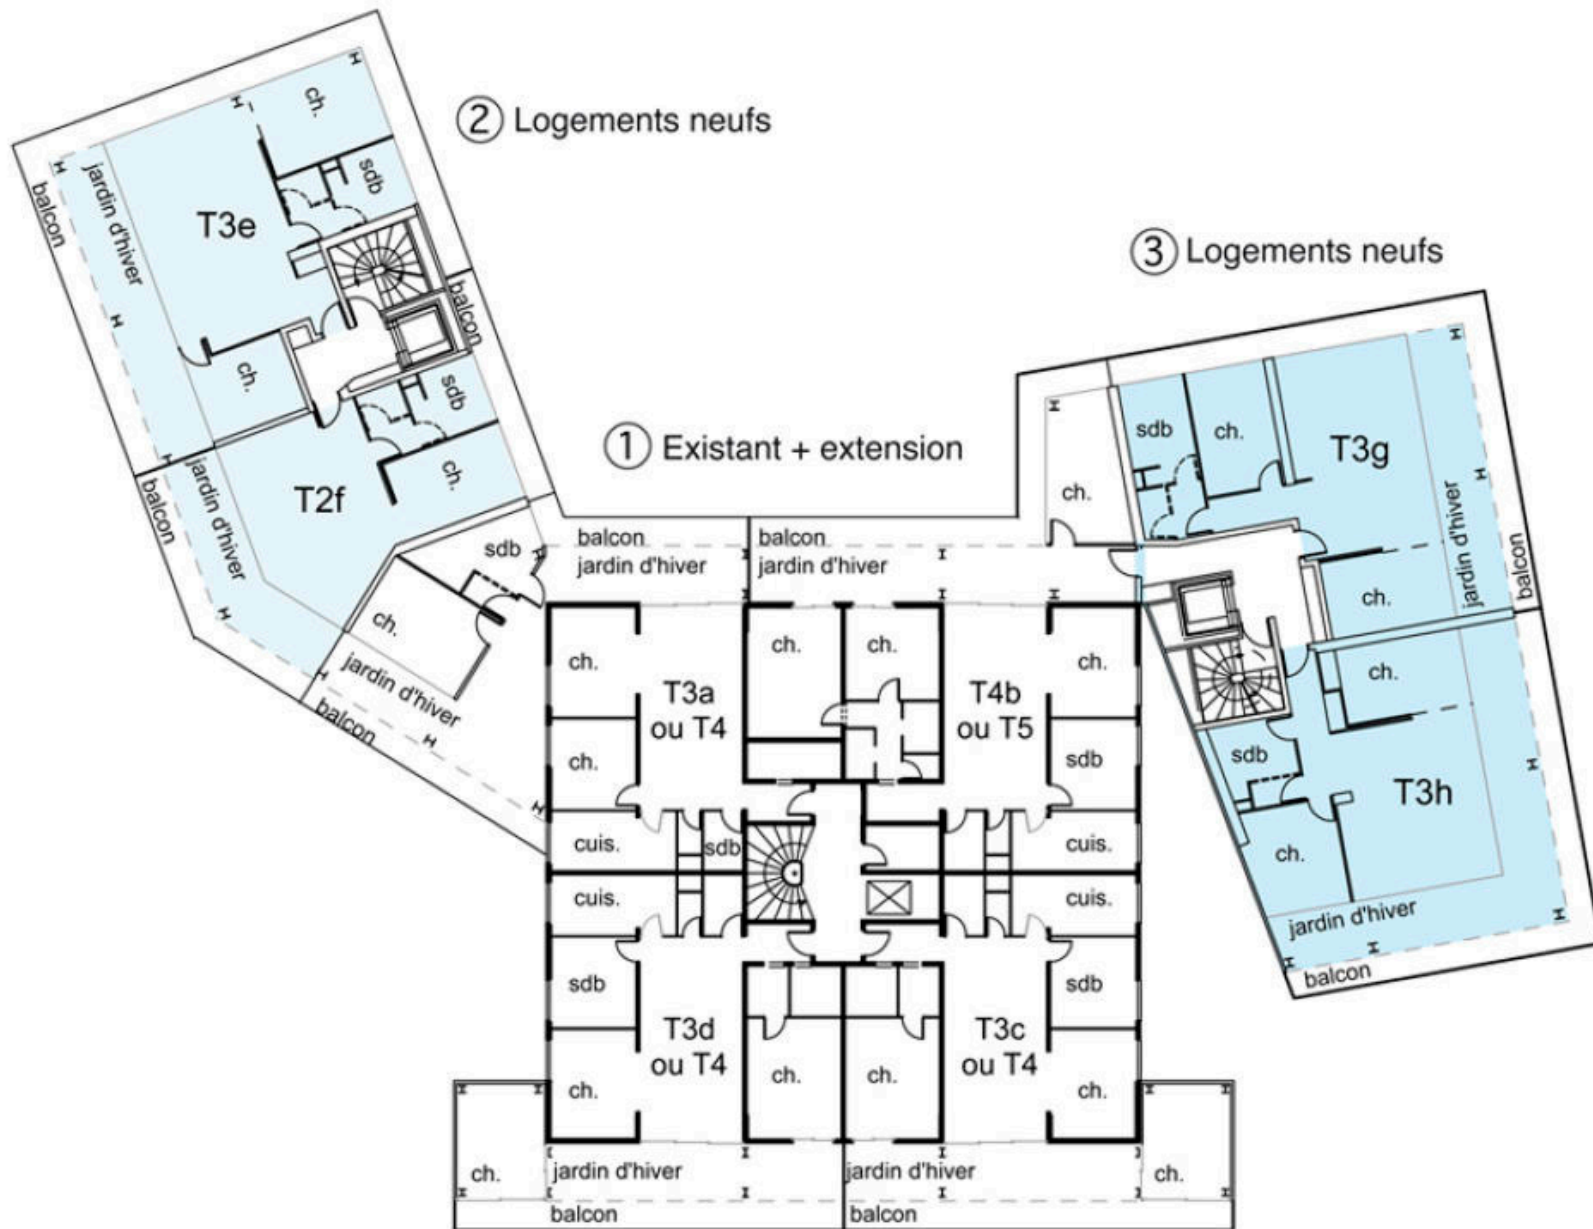 ② Logements neufs
ch.
sdb
jardin d'hiver
balcon
T3e
balcon
ch.
sdb
ch.
T2f
jardin d'hiver
balcon
③ Logements neufs
sdb
ch.
T3g
ch.
jardin d'hiver
balcon
ch.
ch.
sdb
T3h
ch.
jardin d'hiver
balcon
① Existant + extension
balcon
jardin d'hiver
balcon
jardin d'hiver
sdb
ch.
jardin d'hiver
balcon
ch.
T3a
ou T4
ch.
ch.
T4b
ou T5
ch.
ch.
sdb
cuis.
sdb
cuis.
cuis.
cuis.
sdb
sdb
T3d
ou T4
ch.
ch.
ch.
T3c
ou T4
ch.
ch.
jardin d'hiver
jardin d'hiver
ch.
balcon
balcon